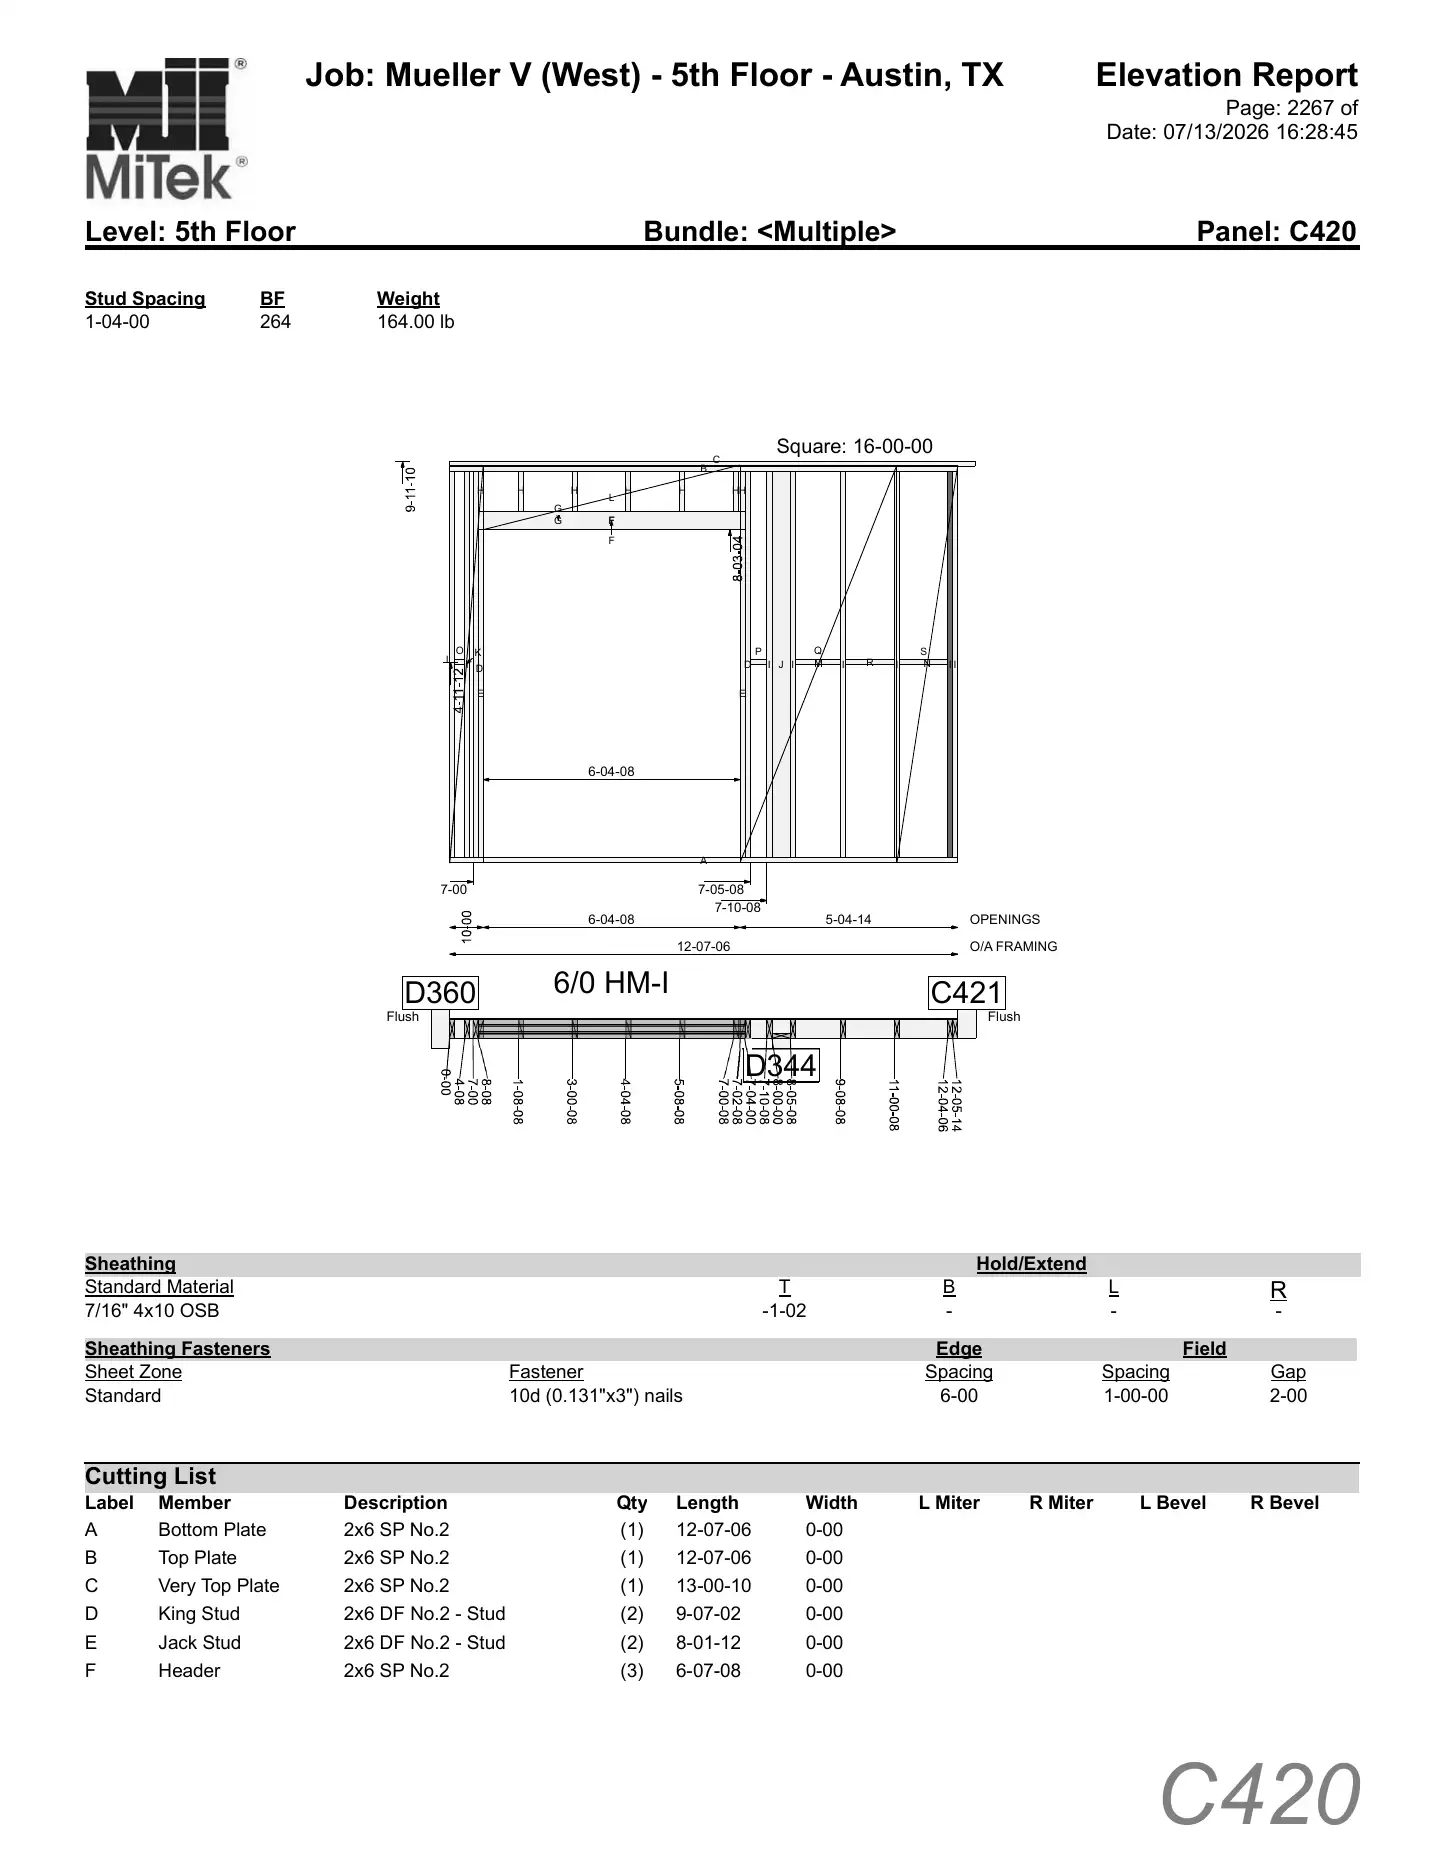 Job: Mueller V (West) - 5th Floor - Austin, TX
Elevation Report
Page: 2267 of
Date: 07/13/2026 16:28:45
MiTek®
Level: 5th Floor
Bundle: <Multiple>
Panel: C420
Stud Spacing BF Weight
1-04-00 264 164.00 lb
Square: 16-00-00
C
B
9-11-10
H H H H H H H
L
G
G F
F
8-03-04
O K P Q S
L D D I J I M I R I N I I
4-11-12
E E
6-04-08
A
7-00 7-05-08
7-10-08
10-00 6-04-08 5-04-14 OPENINGS
12-07-06 O/A FRAMING
6/0 HM-I
D360 C421
Flush Flush
D344
0-00 4-08 7-00 8-08 1-08-08 3-00-08 4-04-08 5-08-08 7-00-08 7-02-08 7-04-00 7-10-08 8-00-00 8-05-08 9-08-08 11-00-08 12-04-06 12-05-14
Sheathing Hold/Extend
Standard Material T B L R
7/16" 4x10 OSB -1-02 - - -
Sheathing Fasteners Edge Field
Sheet Zone Fastener Spacing Spacing Gap
Standard 10d (0.131"x3") nails 6-00 1-00-00 2-00
Cutting List
Label Member Description Qty Length Width L Miter R Miter L Bevel R Bevel
A Bottom Plate 2x6 SP No.2 (1) 12-07-06 0-00
B Top Plate 2x6 SP No.2 (1) 12-07-06 0-00
C Very Top Plate 2x6 SP No.2 (1) 13-00-10 0-00
D King Stud 2x6 DF No.2 - Stud (2) 9-07-02 0-00
E Jack Stud 2x6 DF No.2 - Stud (2) 8-01-12 0-00
F Header 2x6 SP No.2 (3) 6-07-08 0-00
C420